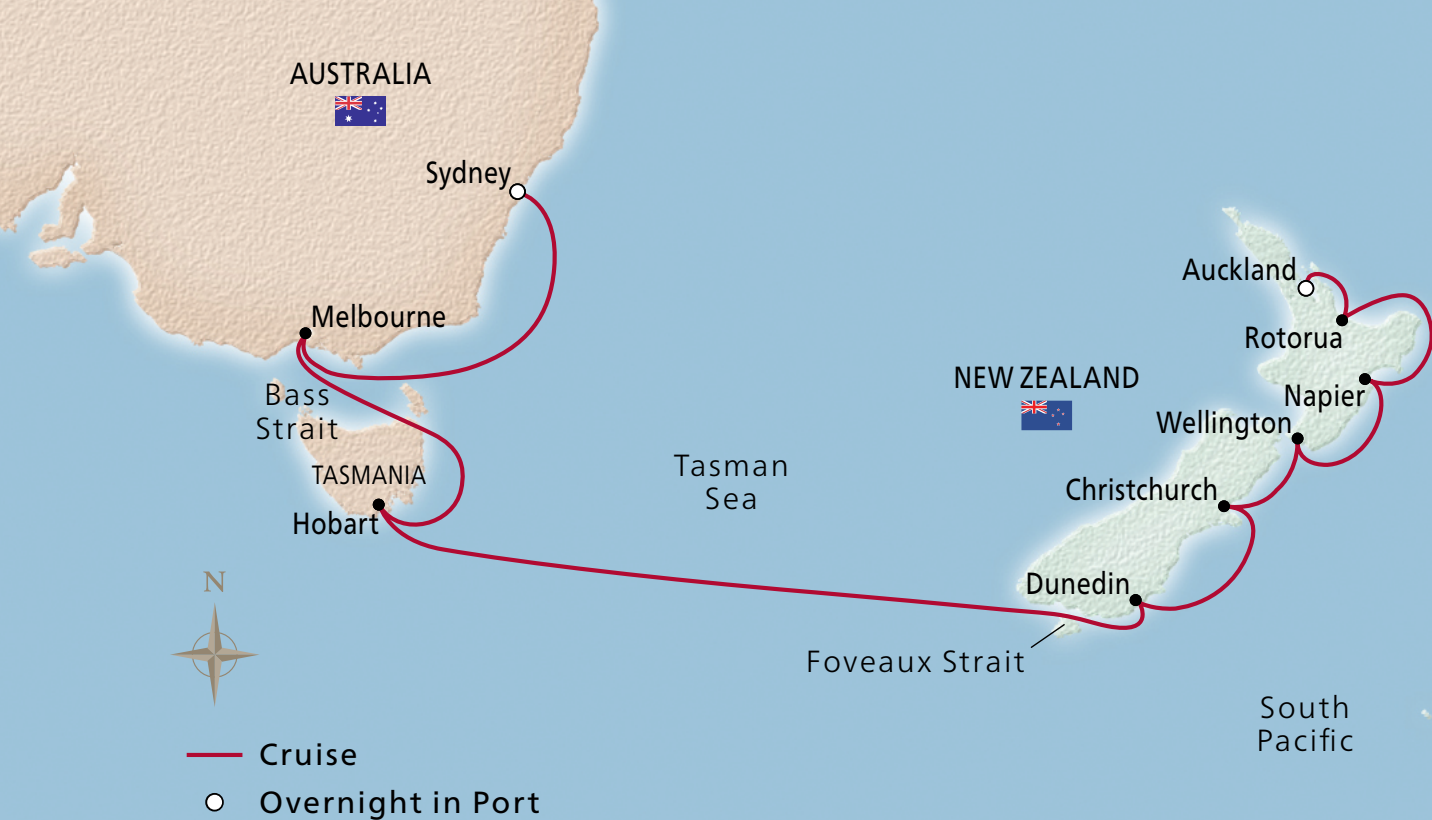 AUSTRALIA
Sydney
Auckland
Melbourne
Rotorua
NEW ZEALAND
Bass
Strait
Napier
Wellington
Tasman
Sea
TASMANIA
Christchurch
Hobart
Dunedin
N
Foveaux Strait
South
Pacific
Cruise
Overnight in Port